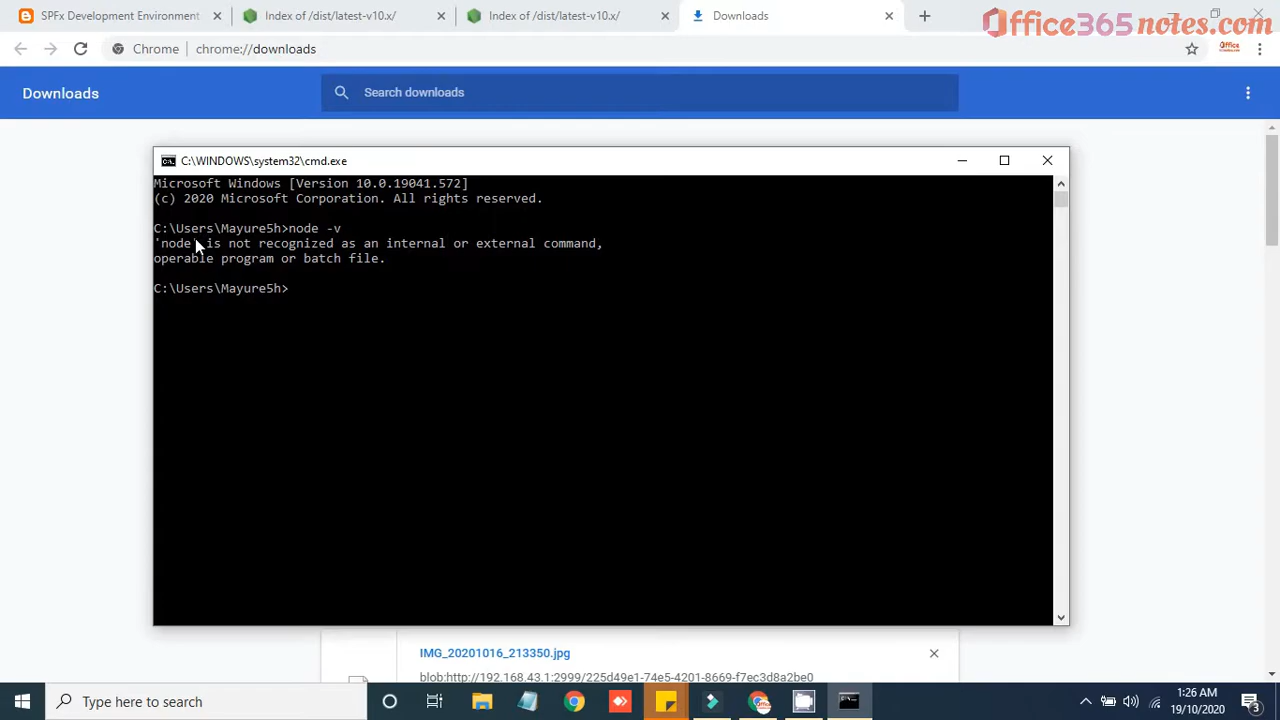 SPFx Development Environment
Index of /dist/latest-v10.x/
Index of /dist/latest-v10.x/
Downloads
Office365notes.com
Chrome
chrome://downloads
Downloads
Search downloads
C:\WINDOWS\system32\cmd.exe
Microsoft Windows [Version 10.0.19041.572]
(c) 2020 Microsoft Corporation. All rights reserved.
C:\Users\Mayure5h>node -v
'node' is not recognized as an internal or external command,
operable program or batch file.
C:\Users\Mayure5h>
IMG_20201016_213350.jpg
blob:http://192.168.43.1:2999/225d49e1-74e5-4201-8669-f7ec3d8a2be0
Type here to search
1:26 AM
19/10/2020
3